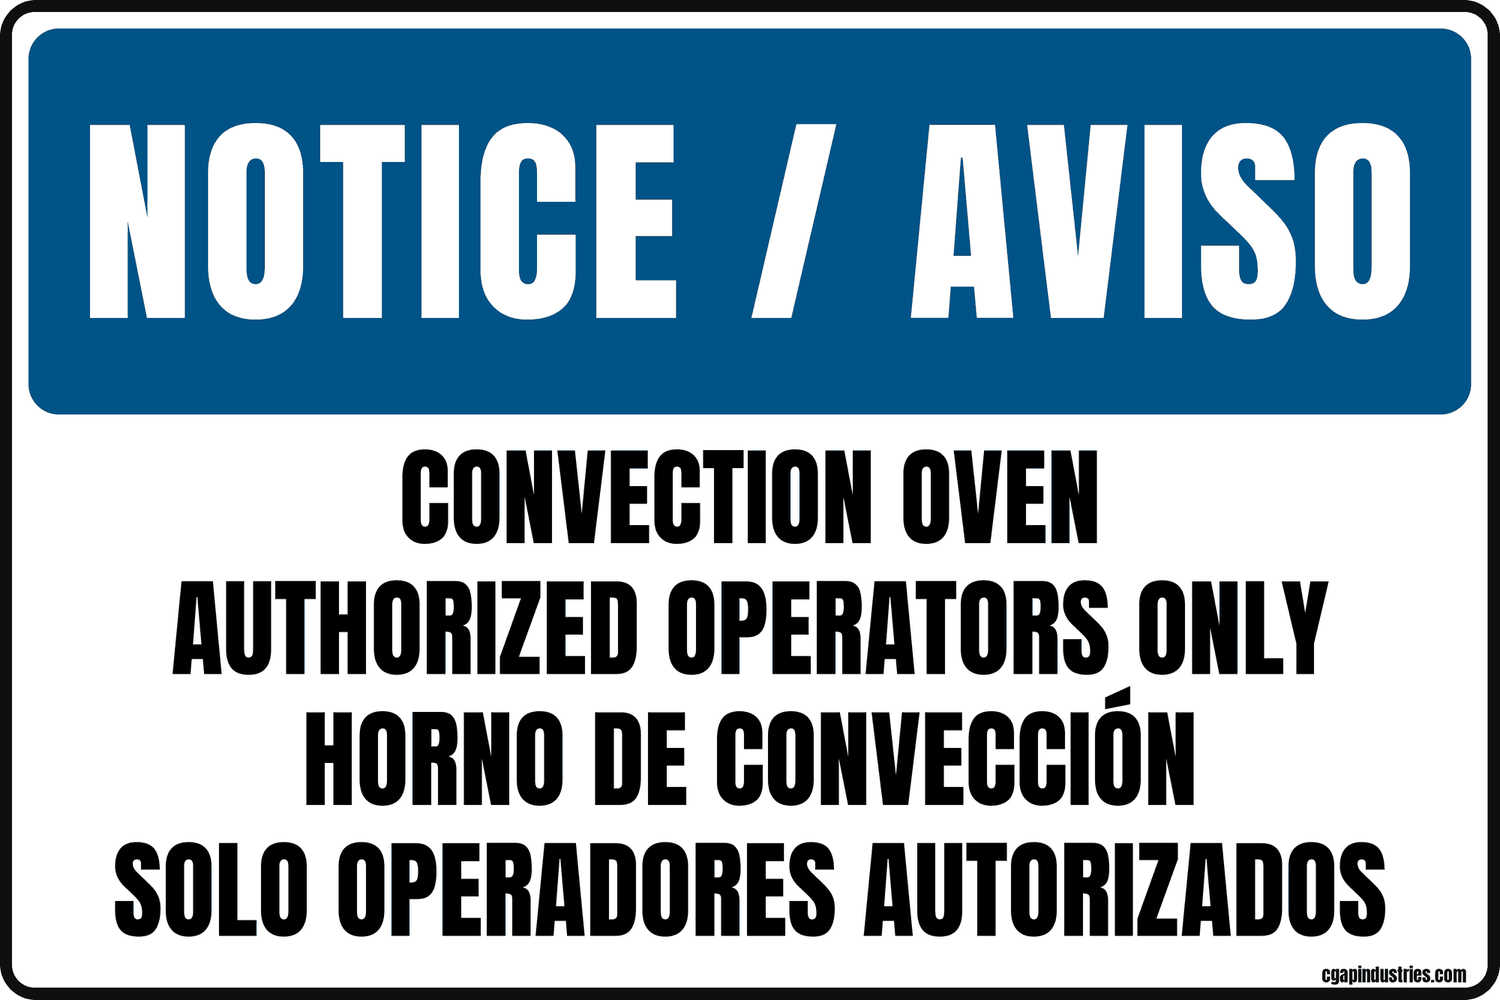 NOTICE / AVISO
CONVECTION OVEN
AUTHORIZED OPERATORS ONLY
HORNO DE CONVECCIÓN
SOLO OPERADORES AUTORIZADOS
cgapindustries.com